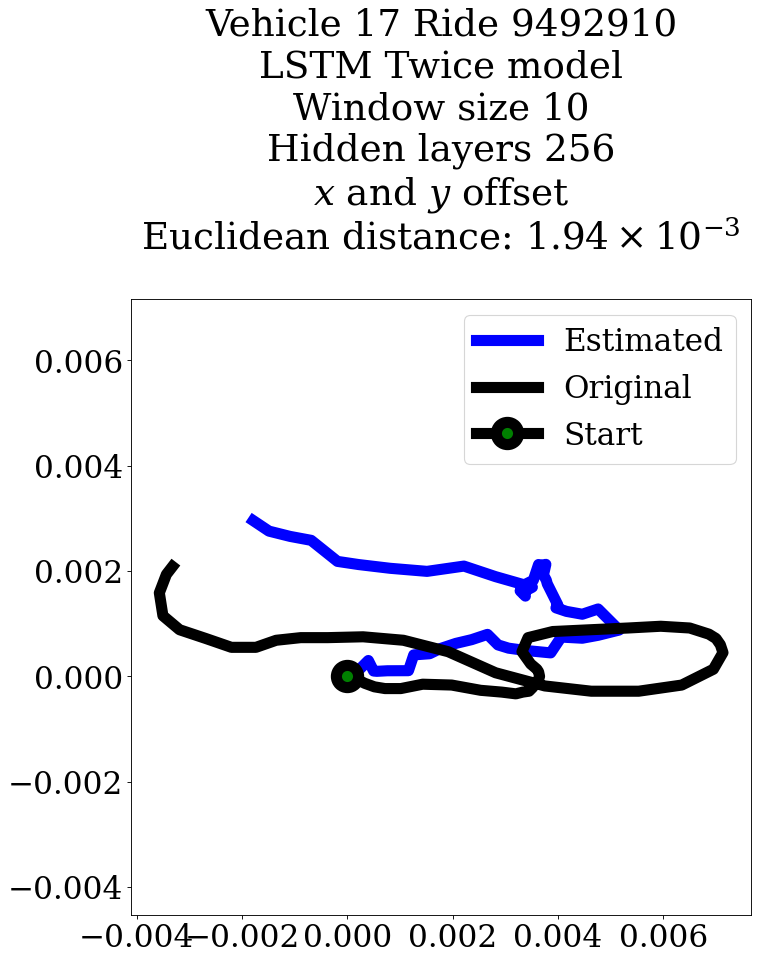 Vehicle 17 Ride 9492910
LSTM Twice model
Window size 10
Hidden layers 256
x and y offset
Euclidean distance: 1.94 × 10⁻³
Estimated
Original
Start
0.006
0.004
0.002
0.000
−0.002
−0.004
−0.004 −0.002 0.000 0.002 0.004 0.006